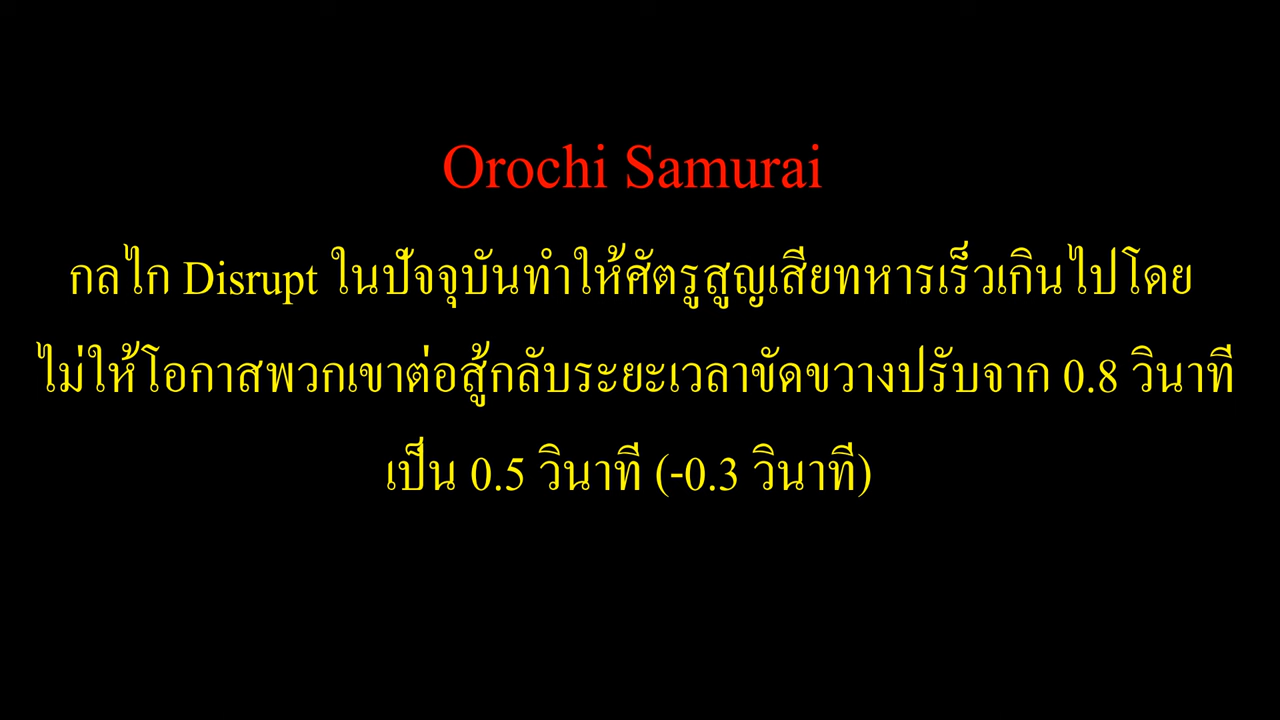 Orochi Samurai
กลไก Disrupt ในปัจจุบันทำให้ศัตรูสูญเสียทหารเร็วเกินไปโดย
ไม่ให้โอกาสพวกเขาต่อสู้กลับระยะเวลาขัดขวางปรับจาก 0.8 วินาที
เป็น 0.5 วินาที (-0.3 วินาที)